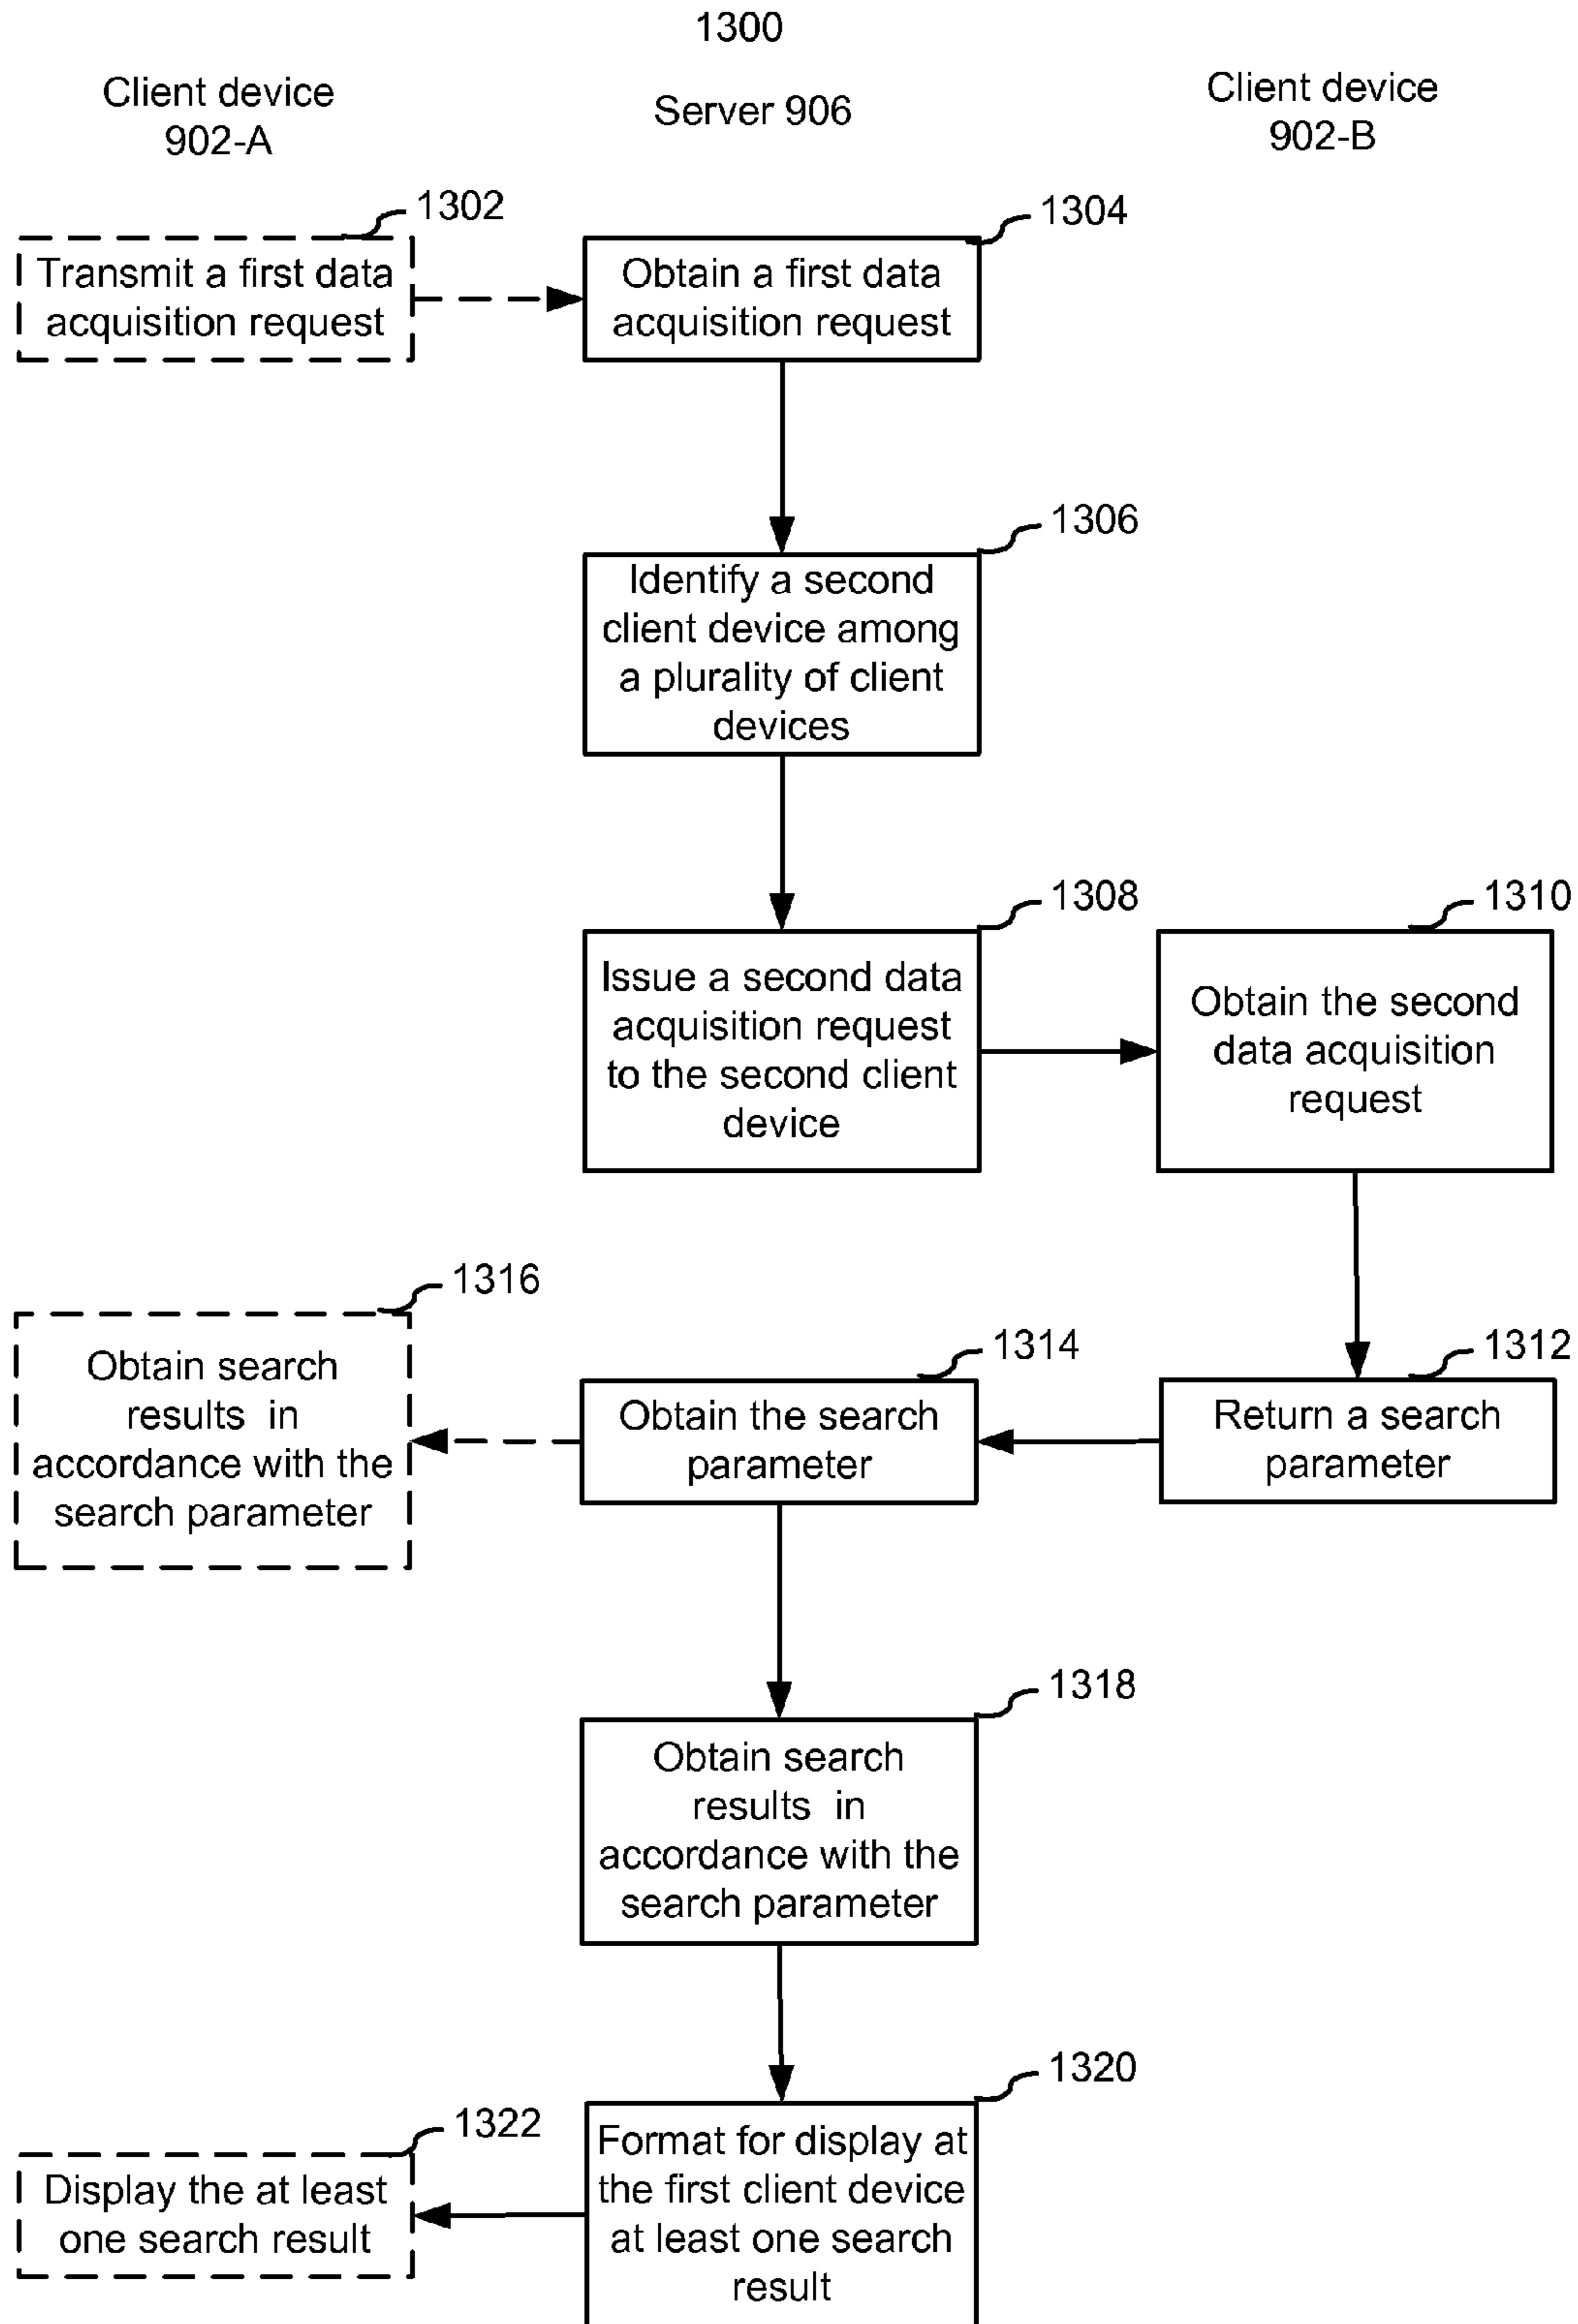 1300
Client device
902-A
Server 906
Client device
902-B
1302
Transmit a first data
acquisition request
1304
Obtain a first data
acquisition request
1306
Identify a second
client device among
a plurality of client
devices
1308
Issue a second data
acquisition request
to the second client
device
1310
Obtain the second
data acquisition
request
1316
Obtain search
results in
accordance with the
search parameter
1314
Obtain the search
parameter
1312
Return a search
parameter
1318
Obtain search
results in
accordance with the
search parameter
1320
Format for display at
the first client device
at least one search
result
1322
Display the at least
one search result